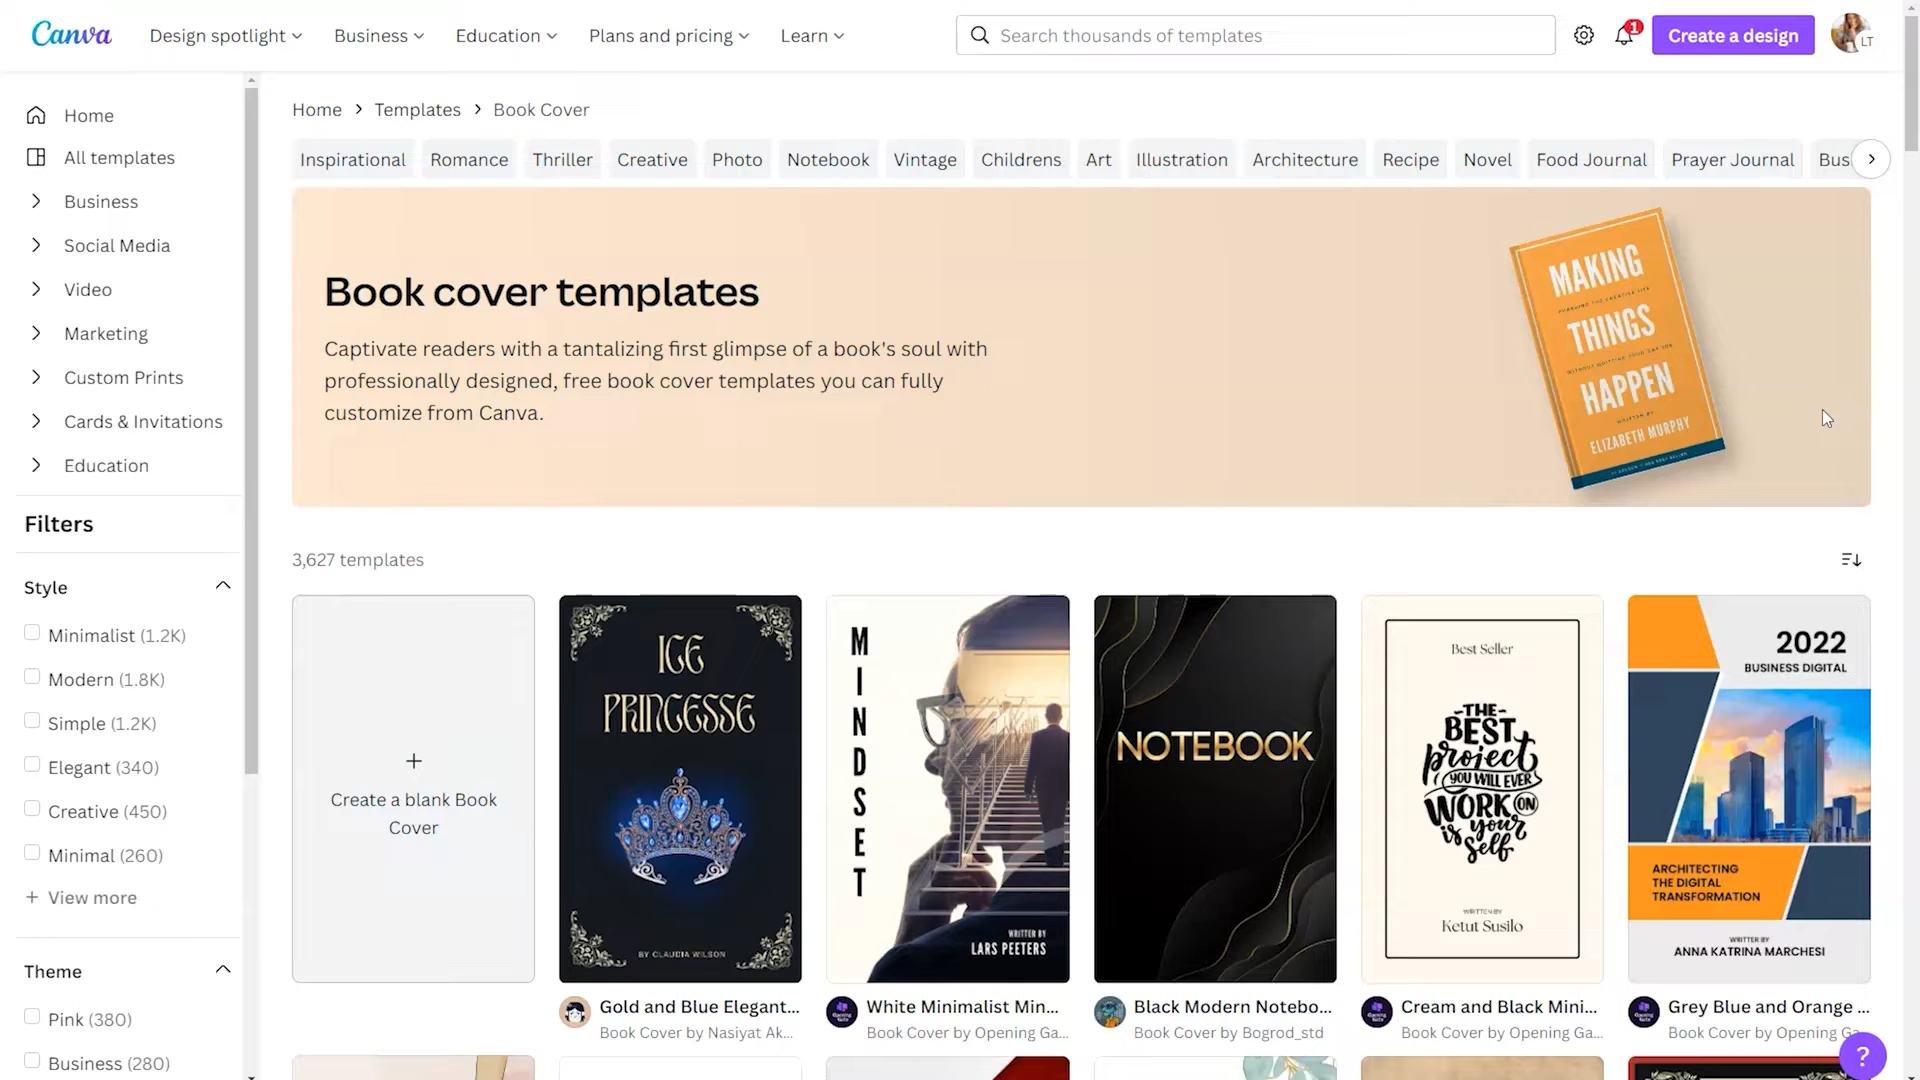 Canva
Design spotlight
Business
Education
Plans and pricing
Learn
Search thousands of templates
1
Create a design
LT
Home
All templates
Business
Social Media
Video
Marketing
Custom Prints
Cards & Invitations
Education
Filters
Style
Minimalist (1.2K)
Modern (1.8K)
Simple (1.2K)
Elegant (340)
Creative (450)
Minimal (260)
+ View more
Theme
Pink (380)
Business (280)
Home > Templates > Book Cover
Inspirational
Romance
Thriller
Creative
Photo
Notebook
Vintage
Childrens
Art
Illustration
Architecture
Recipe
Novel
Food Journal
Prayer Journal
Bus
Book cover templates
Captivate readers with a tantalizing first glimpse of a book's soul with
professionally designed, free book cover templates you can fully
customize from Canva.
MAKING
THINGS
HAPPEN
WRITTEN BY
ELIZABETH MURPHY
3,627 templates
+
Create a blank Book
Cover
ICE
PRINCESSE
BY CLAUDIA WILSON
Gold and Blue Elegant...
Book Cover by Nasiyat Ak...
MINDSET
WRITTEN BY
LARS PEETERS
White Minimalist Min...
Book Cover by Opening Ga...
NOTEBOOK
Black Modern Notebo...
Book Cover by Bogrod_std
Best Seller
-THE-
BEST
project
YOU WILL EVER
WORK ON
is your
self
WRITTEN BY
Ketut Susilo
Cream and Black Mini...
Book Cover by Opening Ga...
2022
BUSINESS DIGITAL
ARCHITECTING
THE DIGITAL
TRANSFORMATION
WRITTEN BY
ANNA KATRINA MARCHESI
Grey Blue and Orange ...
Book Cover by Opening Ga...
?